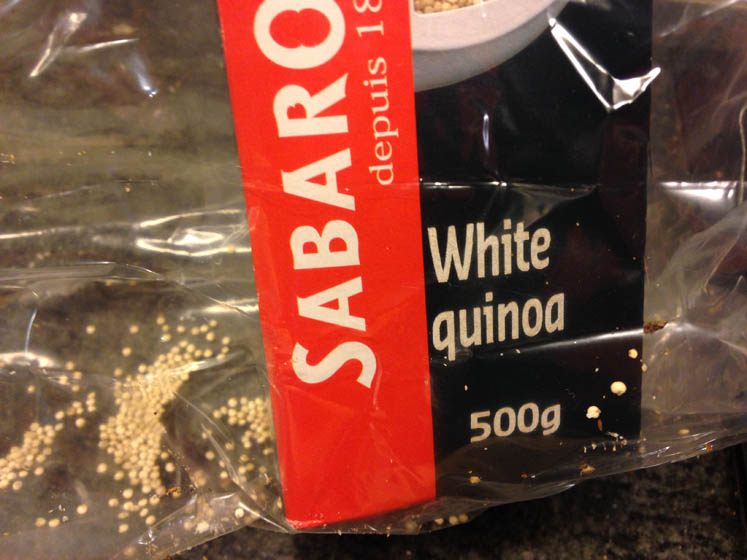 SABARO
depuis 18
White
quinoa
500g